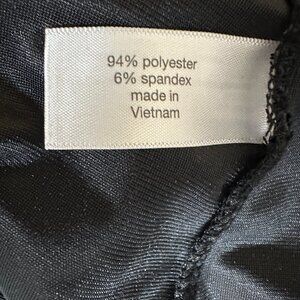 94% polyester
6% spandex
made in
Vietnam